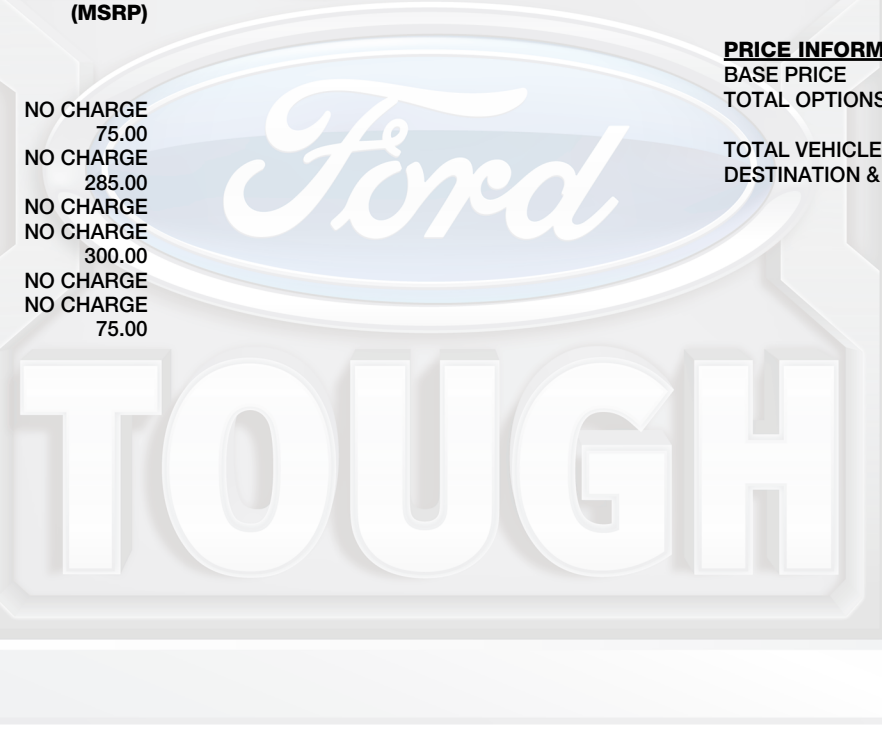 (MSRP)
NO CHARGE
75.00
NO CHARGE
285.00
NO CHARGE
NO CHARGE
300.00
NO CHARGE
NO CHARGE
75.00
PRICE INFORM
BASE PRICE
TOTAL OPTIONS
TOTAL VEHICLE
DESTINATION &
Ford
TOUGH